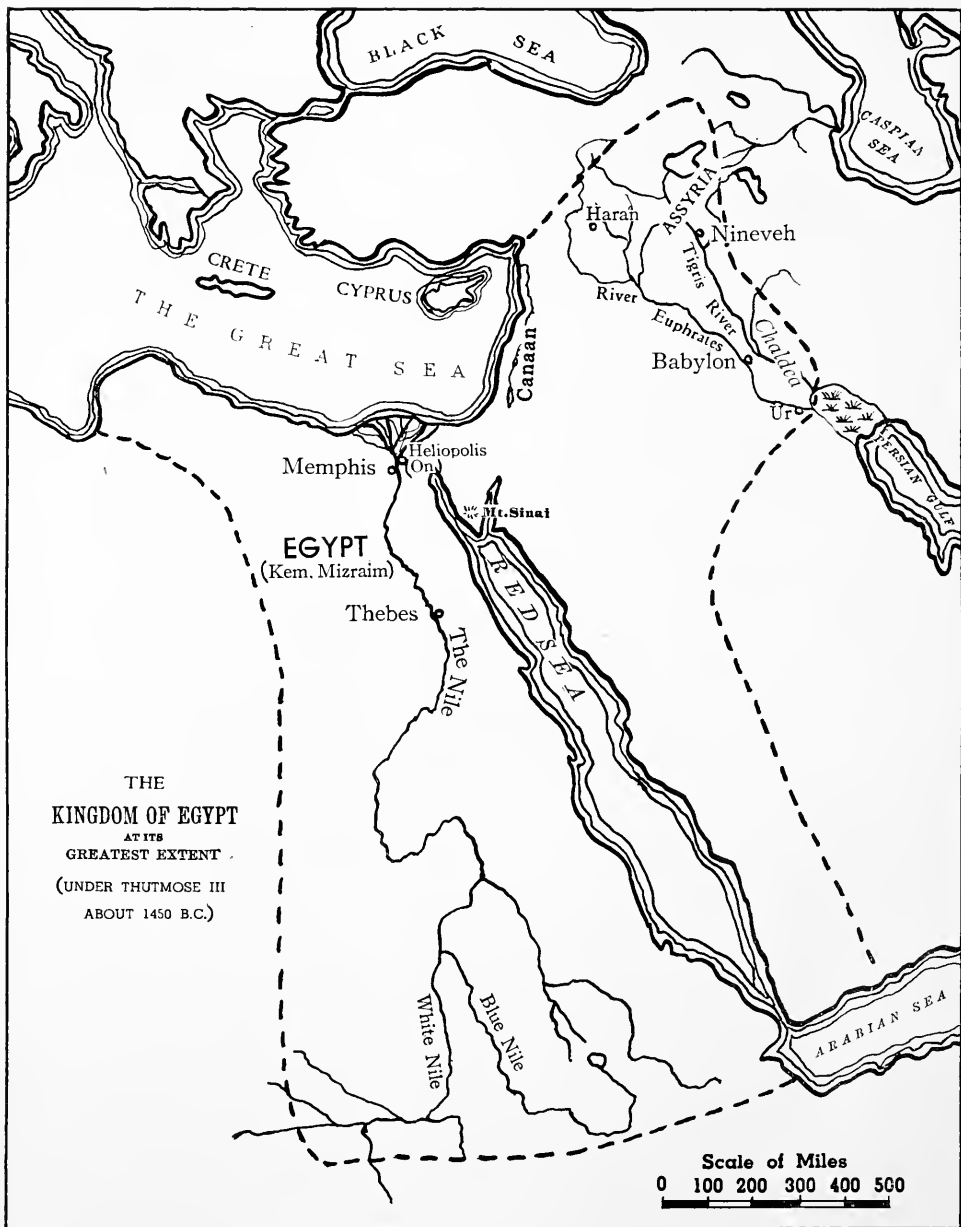 BLACK SEA
CASPIAN SEA
ASSYRIA
Haran
Nineveh
CRETE
CYPRUS
Tigris River
River Euphrates
THE GREAT SEA
Canaan
Chaldea
Babylon
Ur
Heliopolis
(On)
Memphis
PERSIAN GULF
Mt. Sinai
EGYPT
(Kem. Mizraim)
RED SEA
Thebes
The Nile
THE
KINGDOM OF EGYPT
AT ITS
GREATEST EXTENT
(UNDER THUTMOSE III
ABOUT 1450 B.C.)
White Nile
Blue Nile
ARABIAN SEA
Scale of Miles
0 100 200 300 400 500